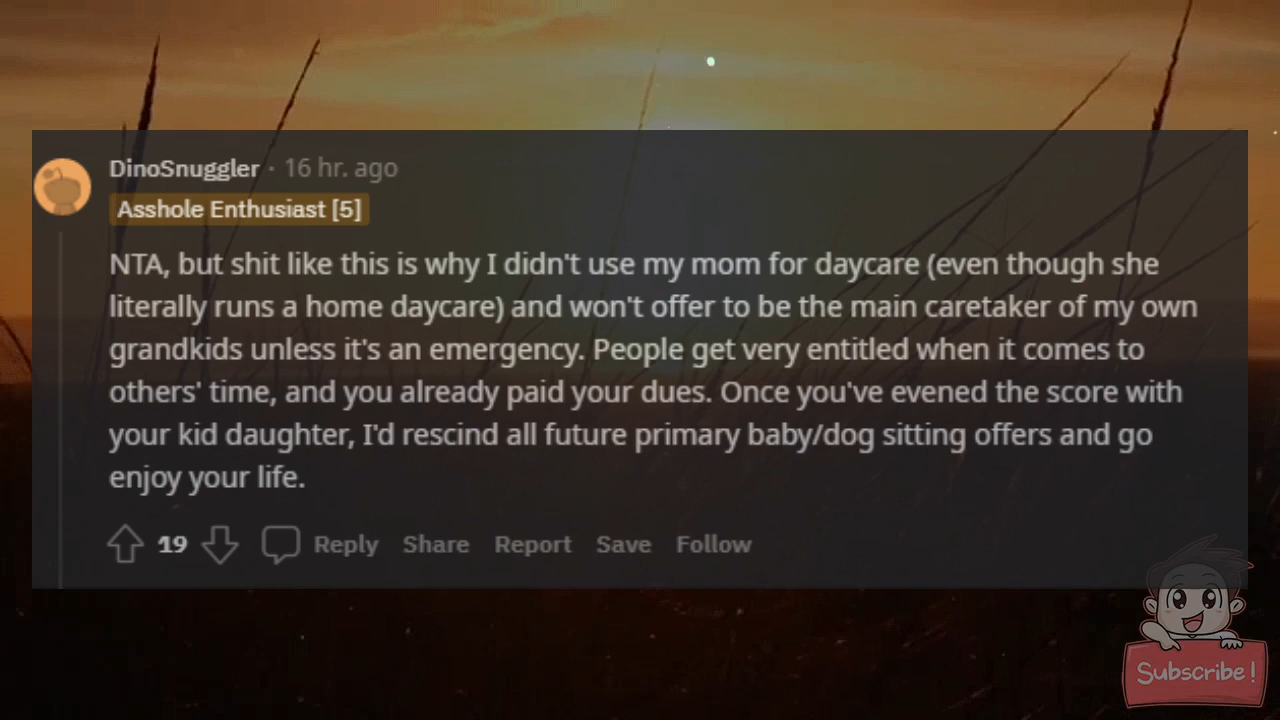 DinoSnuggler · 16 hr. ago
Asshole Enthusiast [5]
NTA, but shit like this is why I didn't use my mom for daycare (even though she
literally runs a home daycare) and won't offer to be the main caretaker of my own
grandkids unless it's an emergency. People get very entitled when it comes to
others' time, and you already paid your dues. Once you've evened the score with
your kid daughter, I'd rescind all future primary baby/dog sitting offers and go
enjoy your life.
19 Reply Share Report Save Follow
Subscribe!